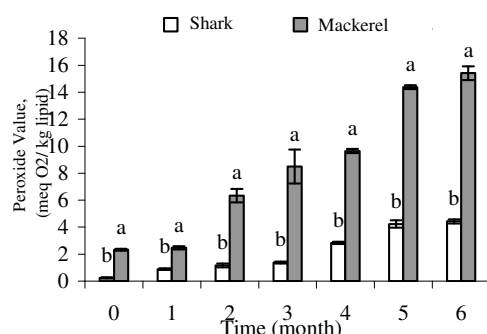 Shark Mackerel
Peroxide Value,
(meq O2/ kg lipid)
18
16
14
12
10
8
6
4
2
0
b a b a b a b a b a b a b a
0 1 2 3 4 5 6
Time (month)